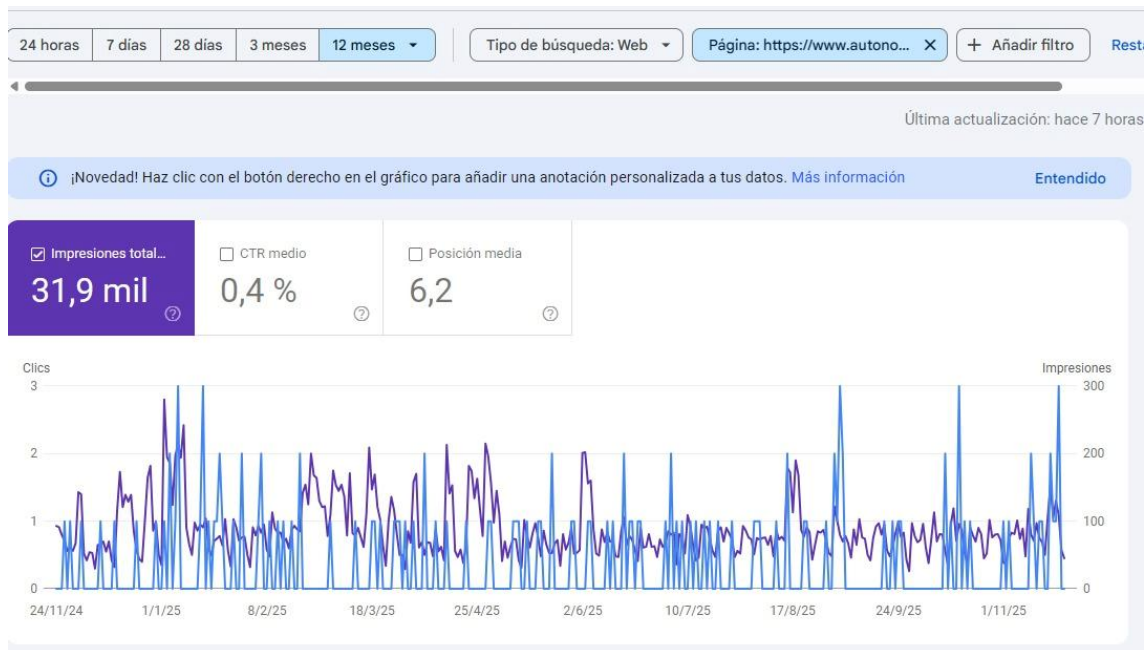 24 horas 7 días 28 días 3 meses 12 meses Tipo de búsqueda: Web Página: https://www.autono... + Añadir filtro Resta
Última actualización: hace 7 horas
¡Novedad! Haz clic con el botón derecho en el gráfico para añadir una anotación personalizada a tus datos. Más información Entendido
Impresiones total... CTR medio Posición media
31,9 mil 0,4 % 6,2
Clics Impresiones
3 300
2 200
1 100
0 0
24/11/24 1/1/25 8/2/25 18/3/25 25/4/25 2/6/25 10/7/25 17/8/25 24/9/25 1/11/25